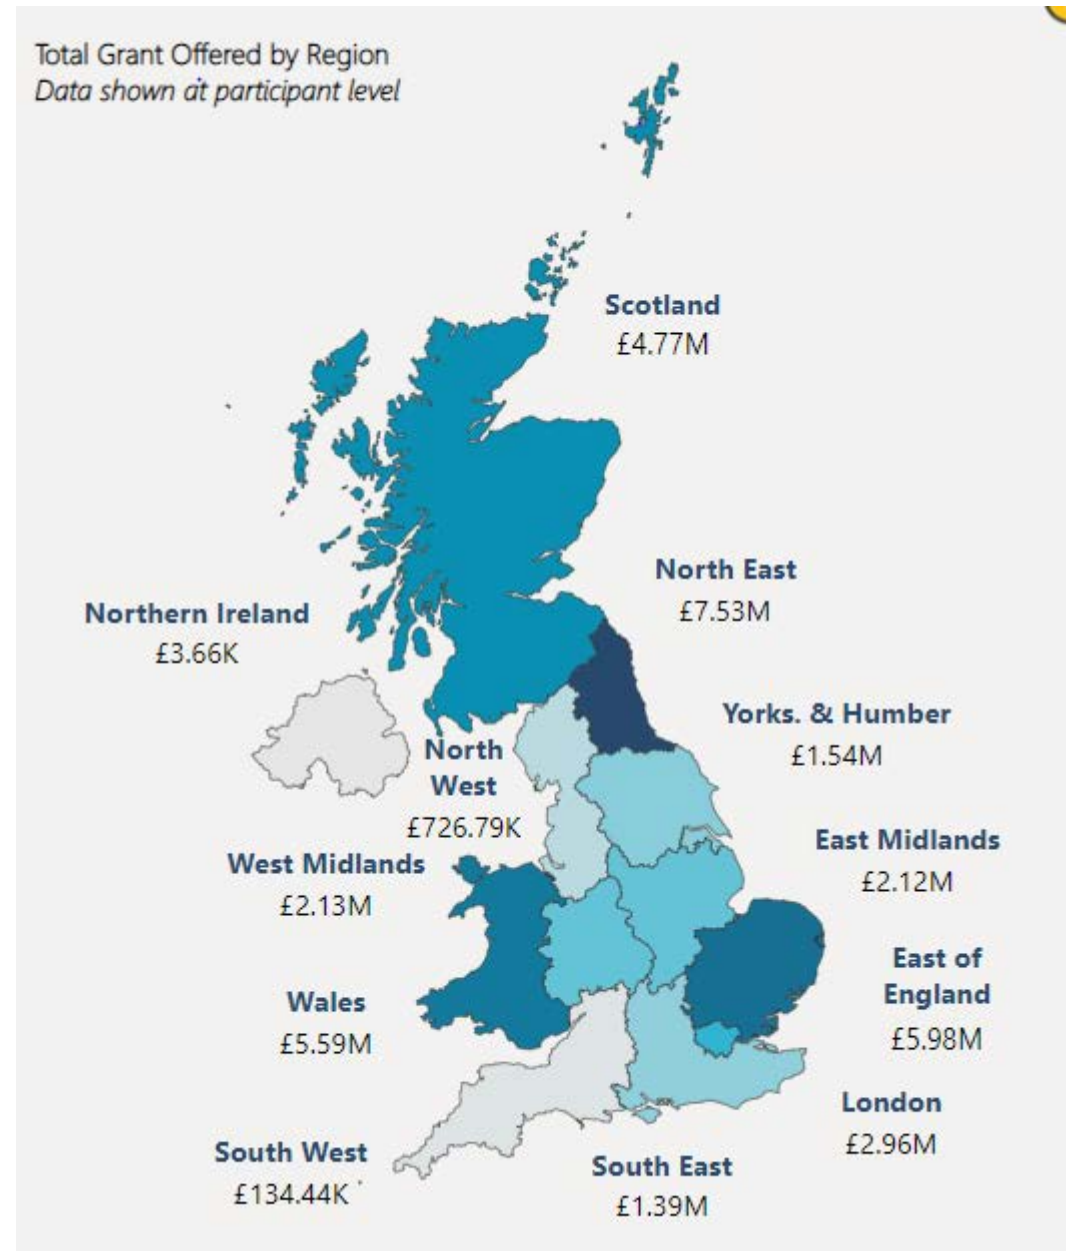 Total Grant Offered by Region
Data shown at participant level
Scotland
£4.77M
North East
£7.53M
Northern Ireland
£3.66K
Yorks. & Humber
£1.54M
North
West
£726.79K
East Midlands
£2.12M
West Midlands
£2.13M
East of
England
£5.98M
Wales
£5.59M
London
£2.96M
South West
£134.44K
South East
£1.39M